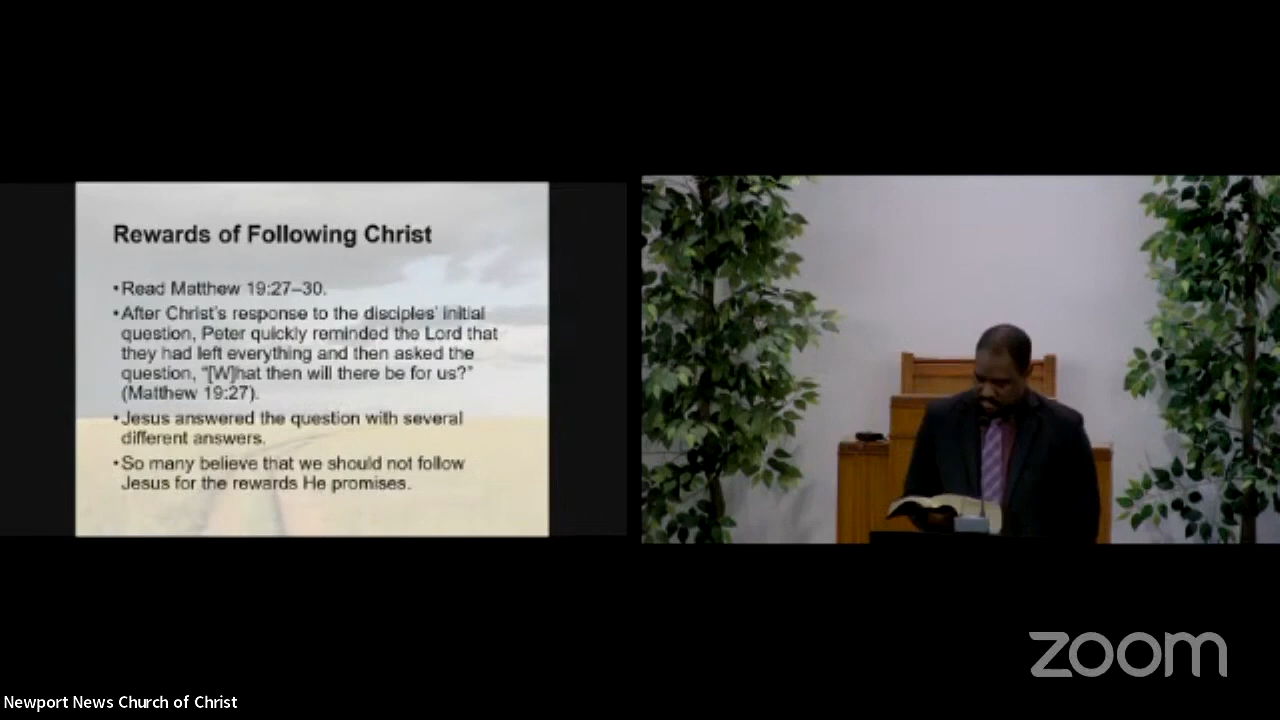 Rewards of Following Christ
•Read Matthew 19:27–30.
•After Christ's response to the disciples' initial
question, Peter quickly reminded the Lord that
they had left everything and then asked the
question, "[W]hat then will there be for us?"
(Matthew 19:27).
•Jesus answered the question with several
different answers.
•So many believe that we should not follow
Jesus for the rewards He promises.
zoom
Newport News Church of Christ